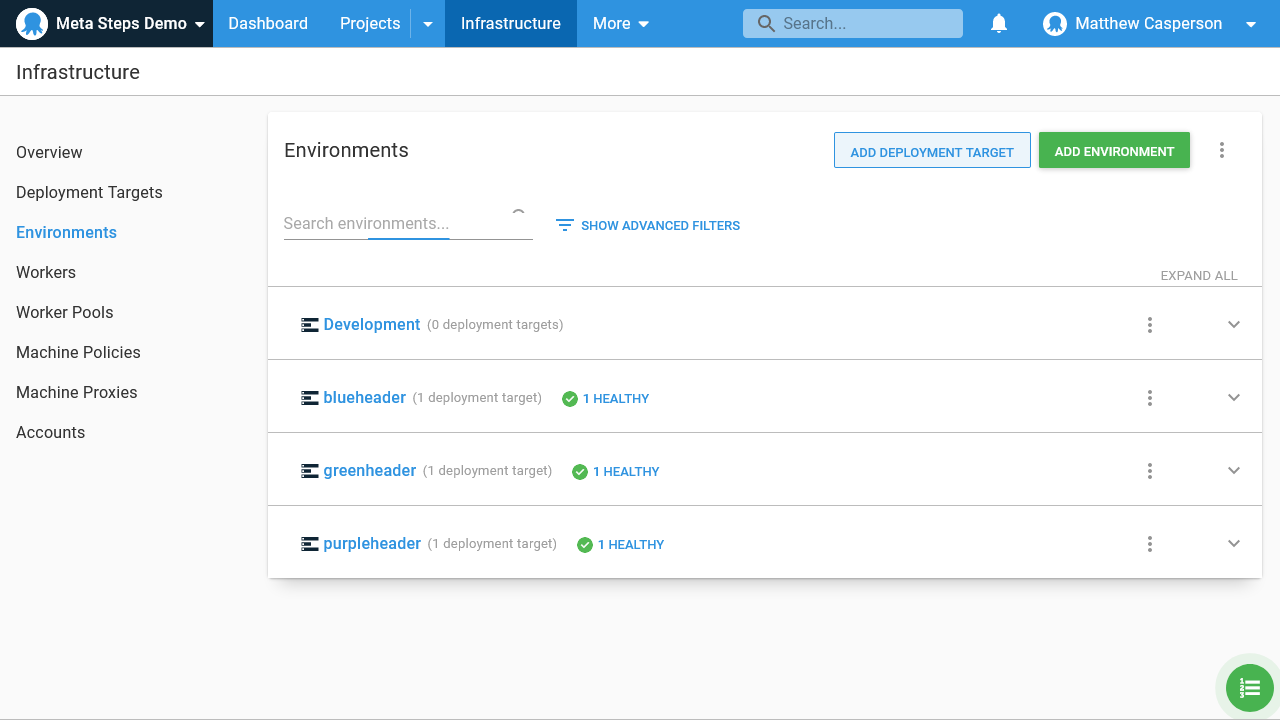 Meta Steps Demo Dashboard Projects Infrastructure More Search... Matthew Casperson
Infrastructure
Overview
Deployment Targets
Environments
Workers
Worker Pools
Machine Policies
Machine Proxies
Accounts
Environments ADD DEPLOYMENT TARGET ADD ENVIRONMENT
Search environments... SHOW ADVANCED FILTERS
EXPAND ALL
Development (0 deployment targets)
blueheader (1 deployment target) 1 HEALTHY
greenheader (1 deployment target) 1 HEALTHY
purpleheader (1 deployment target) 1 HEALTHY